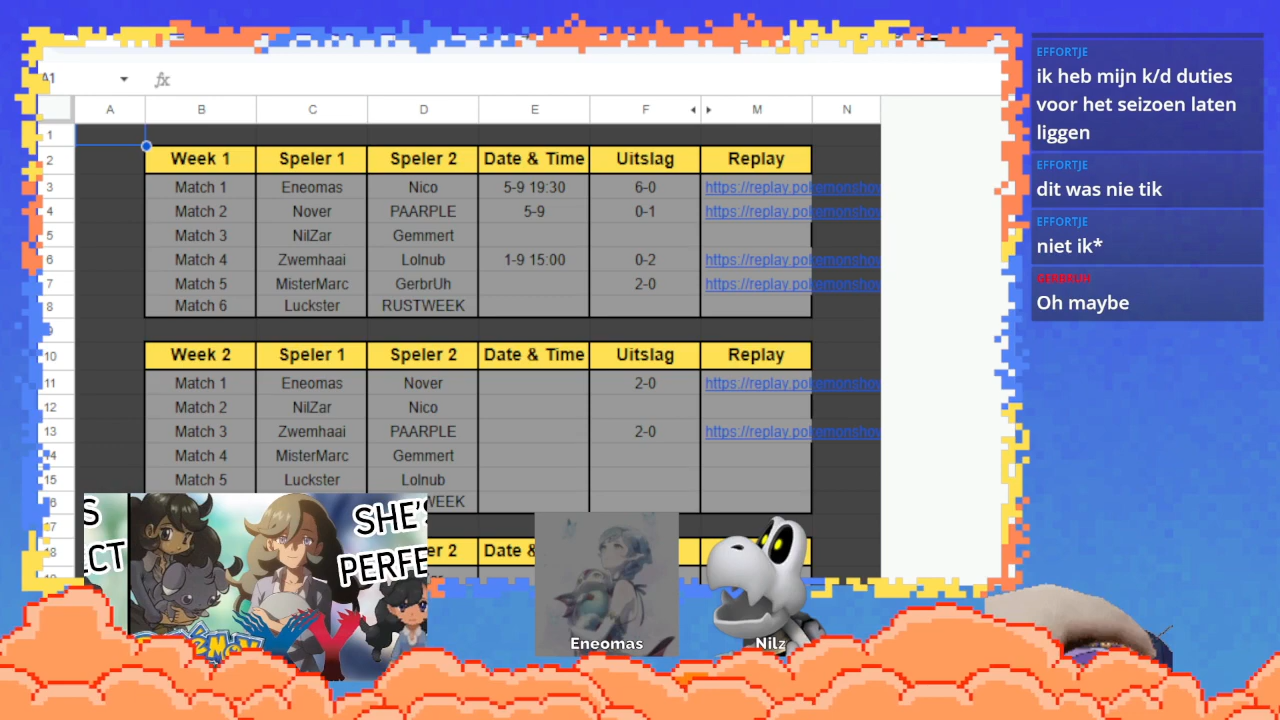 A1 fx
A B C D E F M N
1
2 Week 1 Speler 1 Speler 2 Date & Time Uitslag Replay
3 Match 1 Eneomas Nico 5-9 19:30 6-0 https://replay.pokemonshow
4 Match 2 Nover PAARPLE 5-9 0-1 https://replay.pokemonshow
5 Match 3 NilZar Gemmert
6 Match 4 Zwemhaai Lolnub 1-9 15:00 0-2 https://replay.pokemonshow
7 Match 5 MisterMarc GerbrUh 2-0 https://replay.pokemonshow
8 Match 6 Luckster RUSTWEEK
9
10 Week 2 Speler 1 Speler 2 Date & Time Uitslag Replay
11 Match 1 Eneomas Nover 2-0 https://replay.pokemonshow
12 Match 2 NilZar Nico
13 Match 3 Zwemhaai PAARPLE 2-0 https://replay.pokemonshow
14 Match 4 MisterMarc Gemmert
15 Match 5 Luckster Lolnub
WEEK
er 2 Date
SHE'S
PERFE
CT
Y
Eneomas
Nilz
EFFORTJE
ik heb mijn k/d duties
voor het seizoen laten
liggen
EFFORTJE
dit was nie tik
EFFORTJE
niet ik*
GERBRUH
Oh maybe